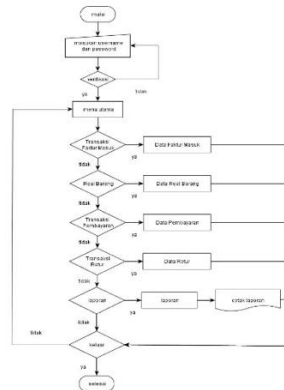 mulai
masukan username
dan password
verifikasi
tidak
ya
menu utama
Transaksi
Faktur Masuk
ya
Data Faktur Masuk
tidak
Real Barang
ya
Data Real Barang
tidak
Transaksi
Pembayaran
ya
Data Pembayaran
tidak
Transaksi
Retur
ya
Data Retur
tidak
laporan
ya
laporan
cetak laporan
tidak
tidak
keluar
ya
selesai